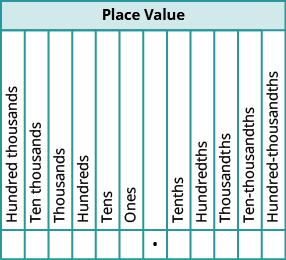 Place Value
Hundred thousands
Ten thousands
Thousands
Hundreds
Tens
Ones
Tenths
Hundredths
Thousandths
Ten-thousandths
Hundred-thousandths
.